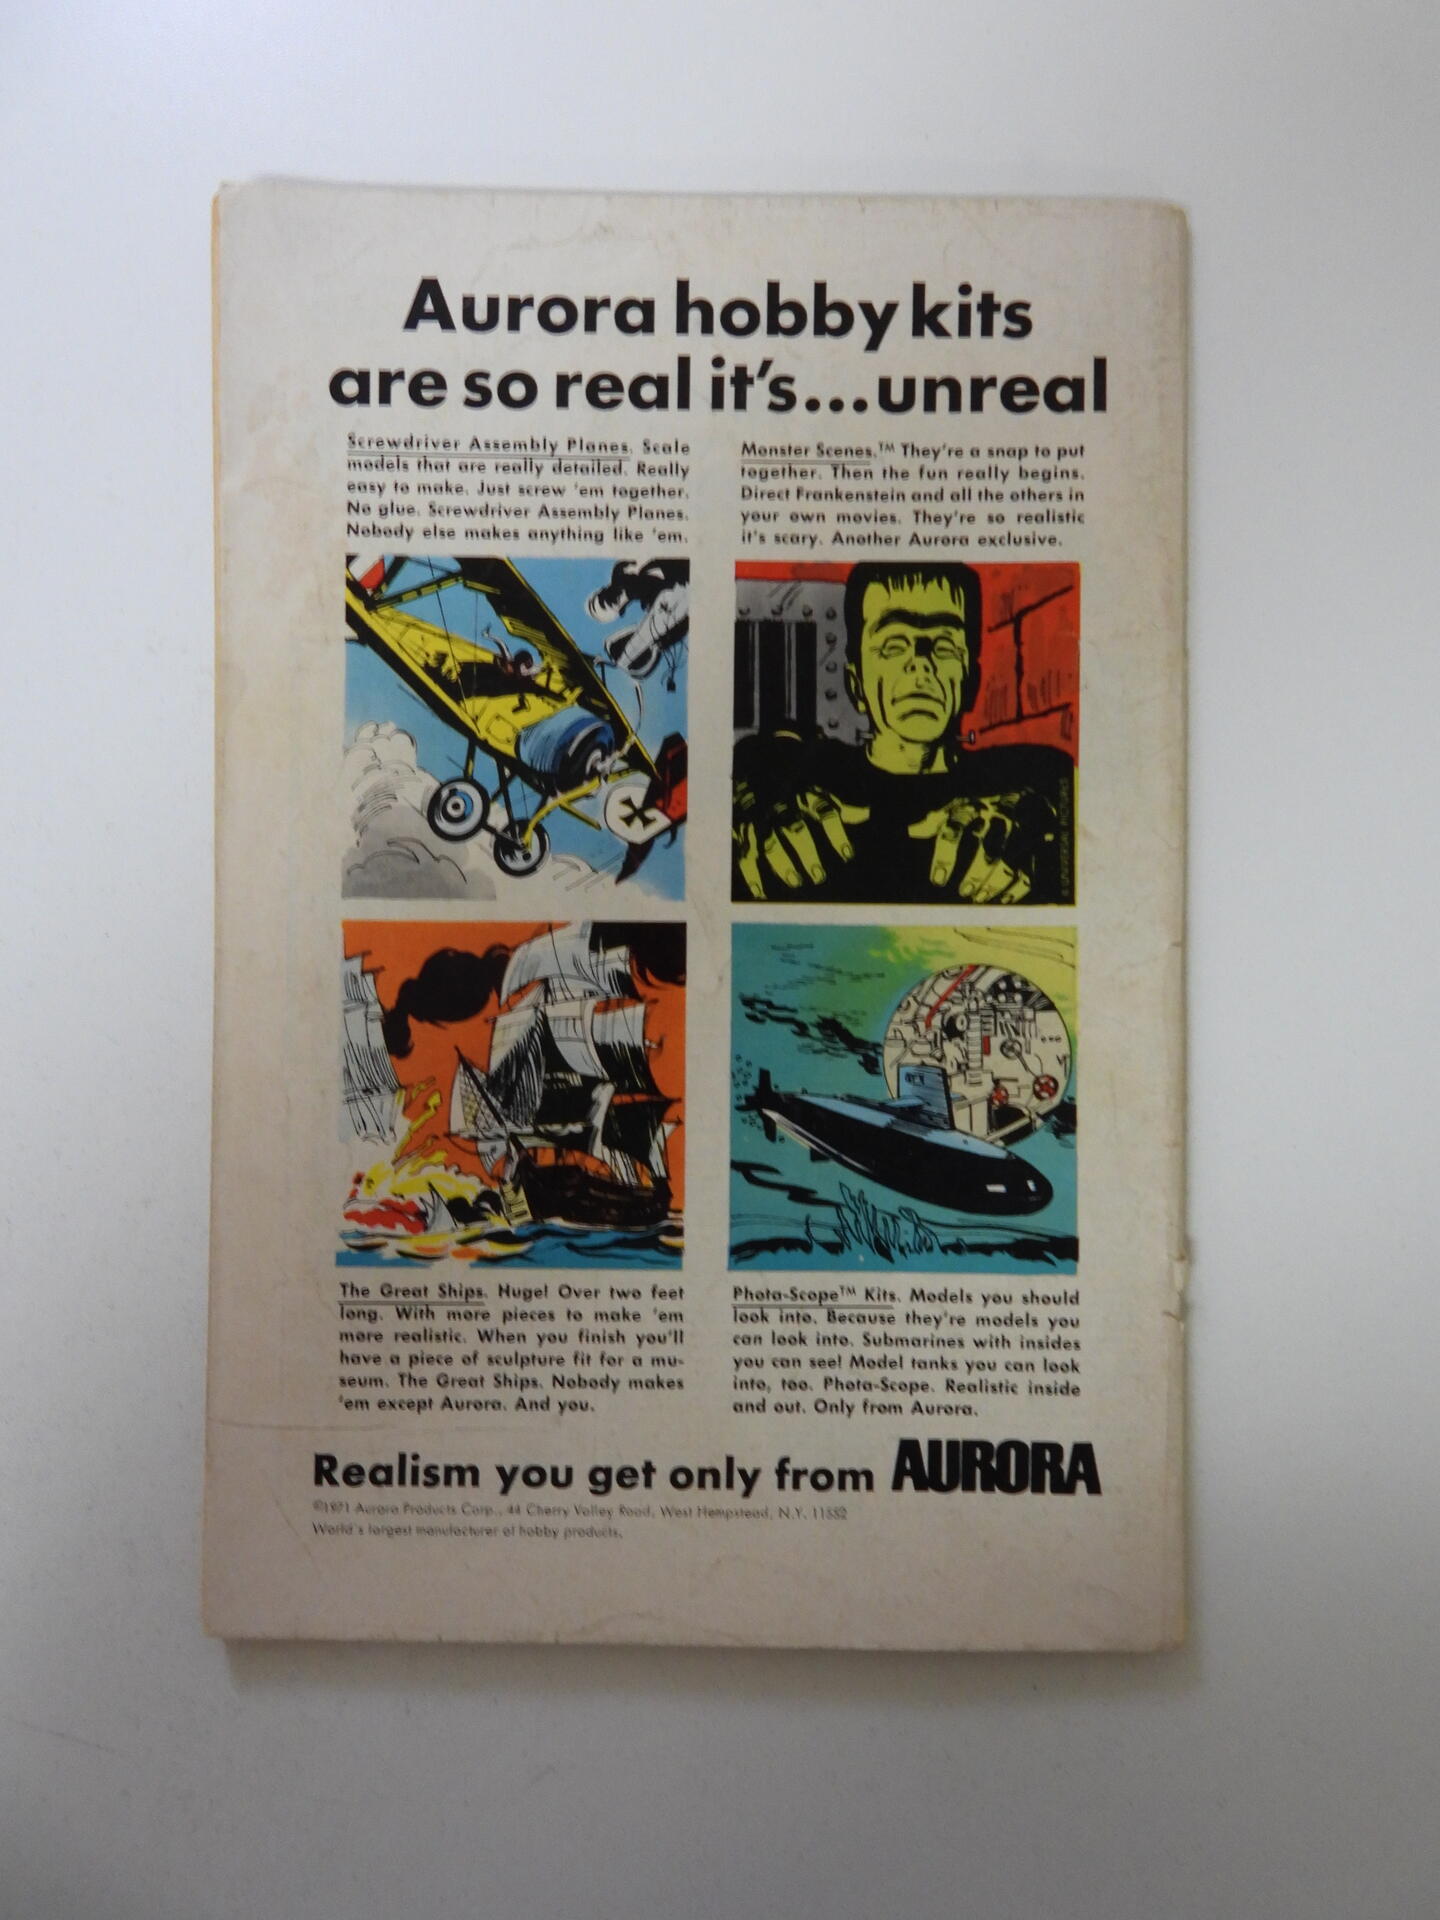 Aurora hobby kits
are so real it's...unreal
Screwdriver Assembly Planes. Scale
models that are really detailed. Really
easy to make. Just screw 'em together.
No glue. Screwdriver Assembly Planes.
Nobody else makes anything like 'em.
Monster Scenes.™ They're a snap to put
together. Then the fun really begins.
Direct Frankenstein and all the others in
your own movies. They're so realistic
it's scary. Another Aurora exclusive.
© UNIVERSAL PICTURES
The Great Ships. Huge! Over two feet
long. With more pieces to make 'em
more realistic. When you finish you'll
have a piece of sculpture fit for a mu-
seum. The Great Ships. Nobody makes
'em except Aurora. And you.
Phota-Scope™ Kits. Models you should
look into. Because they're models you
can look into. Submarines with insides
you can see! Model tanks you can look
into, too. Phota-Scope. Realistic inside
and out. Only from Aurora.
Realism you get only from AURORA
©1971 Aurora Products Corp., 44 Cherry Valley Road, West Hempstead, N.Y. 11552
World's largest manufacturer of hobby products.